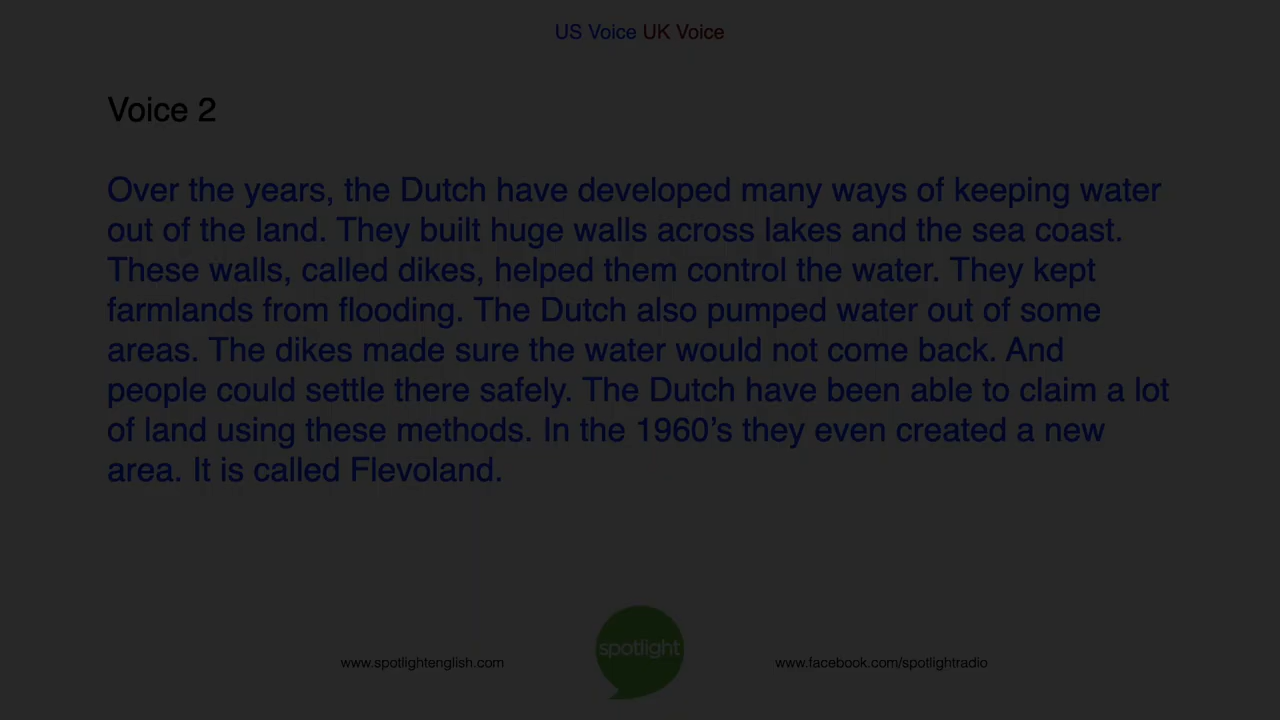 US Voice UK Voice
Voice 2
Over the years, the Dutch have developed many ways of keeping water
out of the land. They built huge walls across lakes and the sea coast.
These walls, called dikes, helped them control the water. They kept
farmlands from flooding. The Dutch also pumped water out of some
areas. The dikes made sure the water would not come back. And
people could settle there safely. The Dutch have been able to claim a lot
of land using these methods. In the 1960’s they even created a new
area. It is called Flevoland.
spotlight
www.spotlightenglish.com
www.facebook.com/spotlightradio